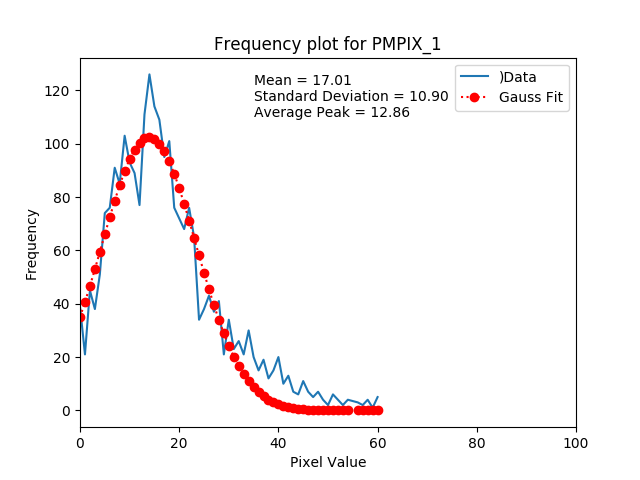 Frequency plot for PMPIX_1
Mean = 17.01
Standard Deviation = 10.90
Average Peak = 12.86
)Data
Gauss Fit
Frequency
120
100
80
60
40
20
0
0 20 40 60 80 100
Pixel Value